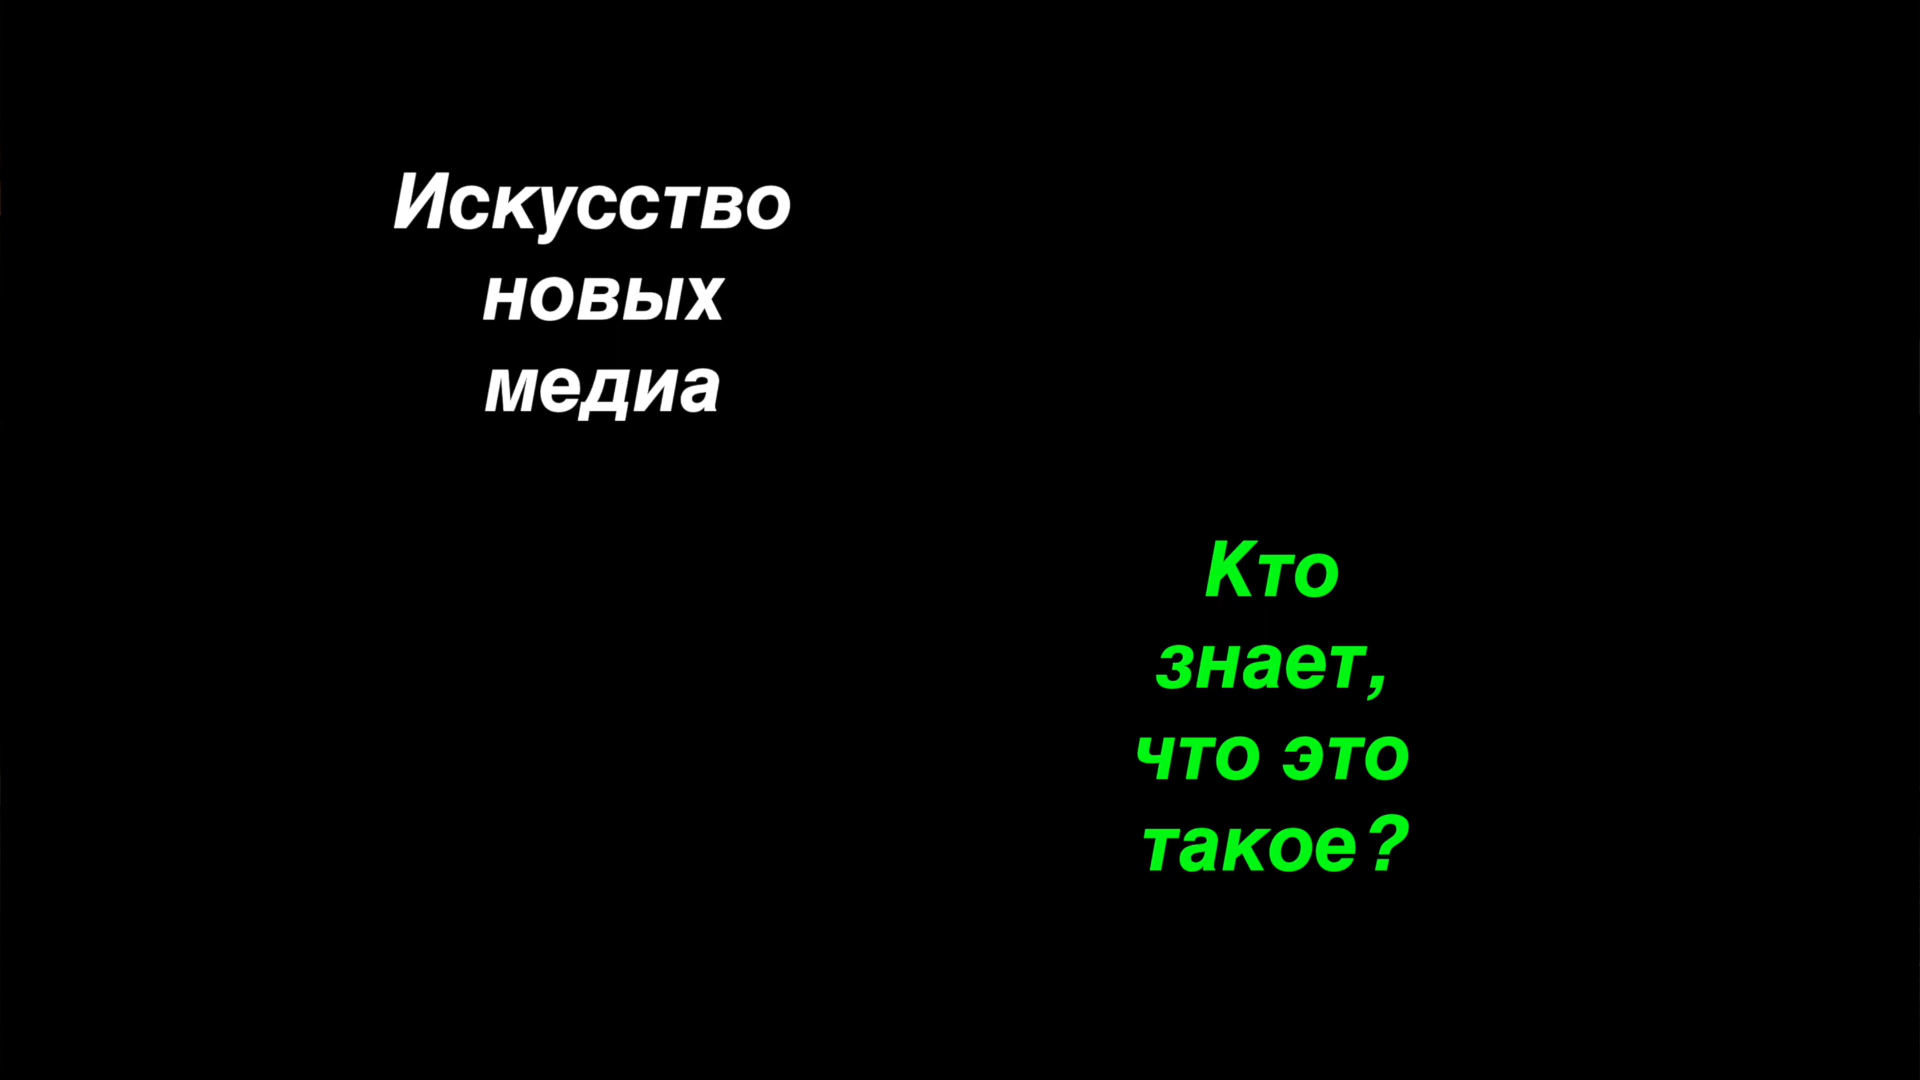 Искусство
новых
медиа
Кто
знает,
что это
такое?